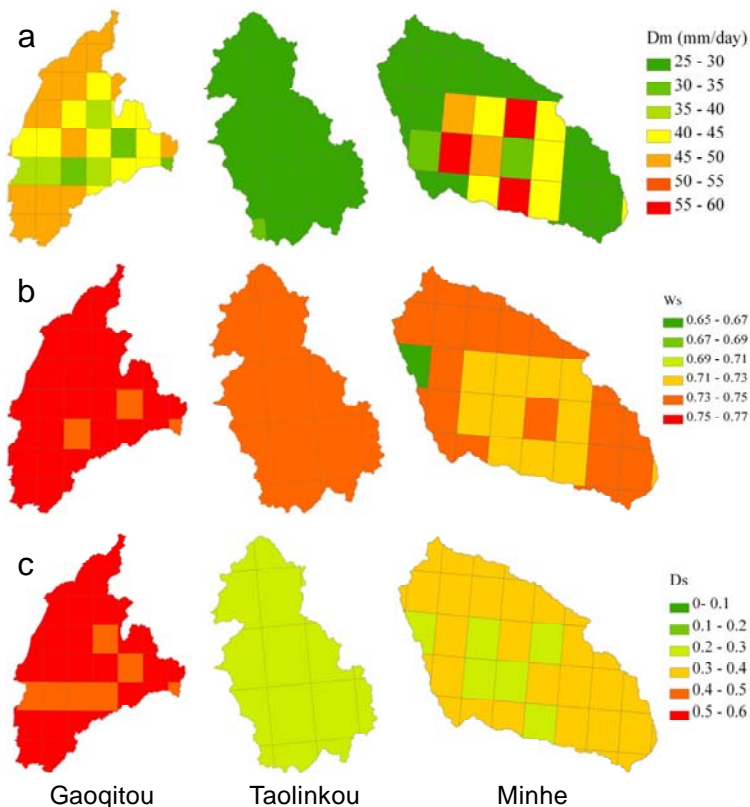 a
Dm (mm/day)
25 - 30
30 - 35
35 - 40
40 - 45
45 - 50
50 - 55
55 - 60
b
Ws
0.65 - 0.67
0.67 - 0.69
0.69 - 0.71
0.71 - 0.73
0.73 - 0.75
0.75 - 0.77
c
Ds
0- 0.1
0.1 - 0.2
0.2 - 0.3
0.3 - 0.4
0.4 - 0.5
0.5 - 0.6
Gaoqitou Taolinkou Minhe